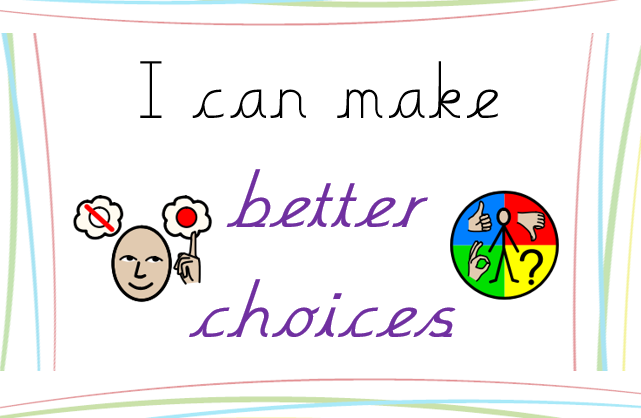 I can make
better
choices
?